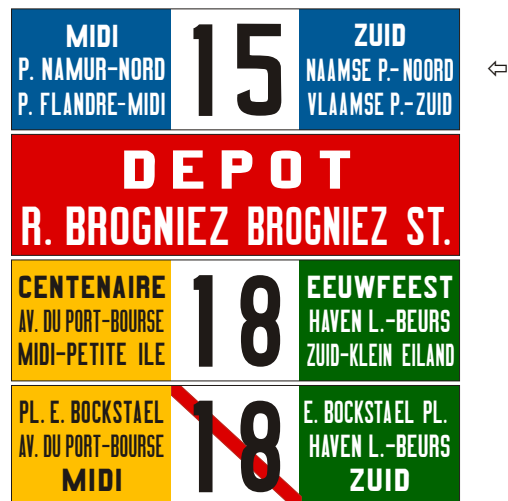 MIDI
P. NAMUR-NORD
P. FLANDRE-MIDI
15
ZUID
NAAMSE P.-NOORD
VLAAMSE P.-ZUID
DEPOT
R. BROGNIEZ BROGNIEZ ST.
CENTENAIRE
AV. DU PORT-BOURSE
MIDI-PETITE ILE
18
EEUWFEEST
HAVEN L.-BEURS
ZUID-KLEIN EILAND
PL. E. BOCKSTAEL
AV. DU PORT-BOURSE
MIDI
18
E. BOCKSTAEL PL.
HAVEN L.-BEURS
ZUID